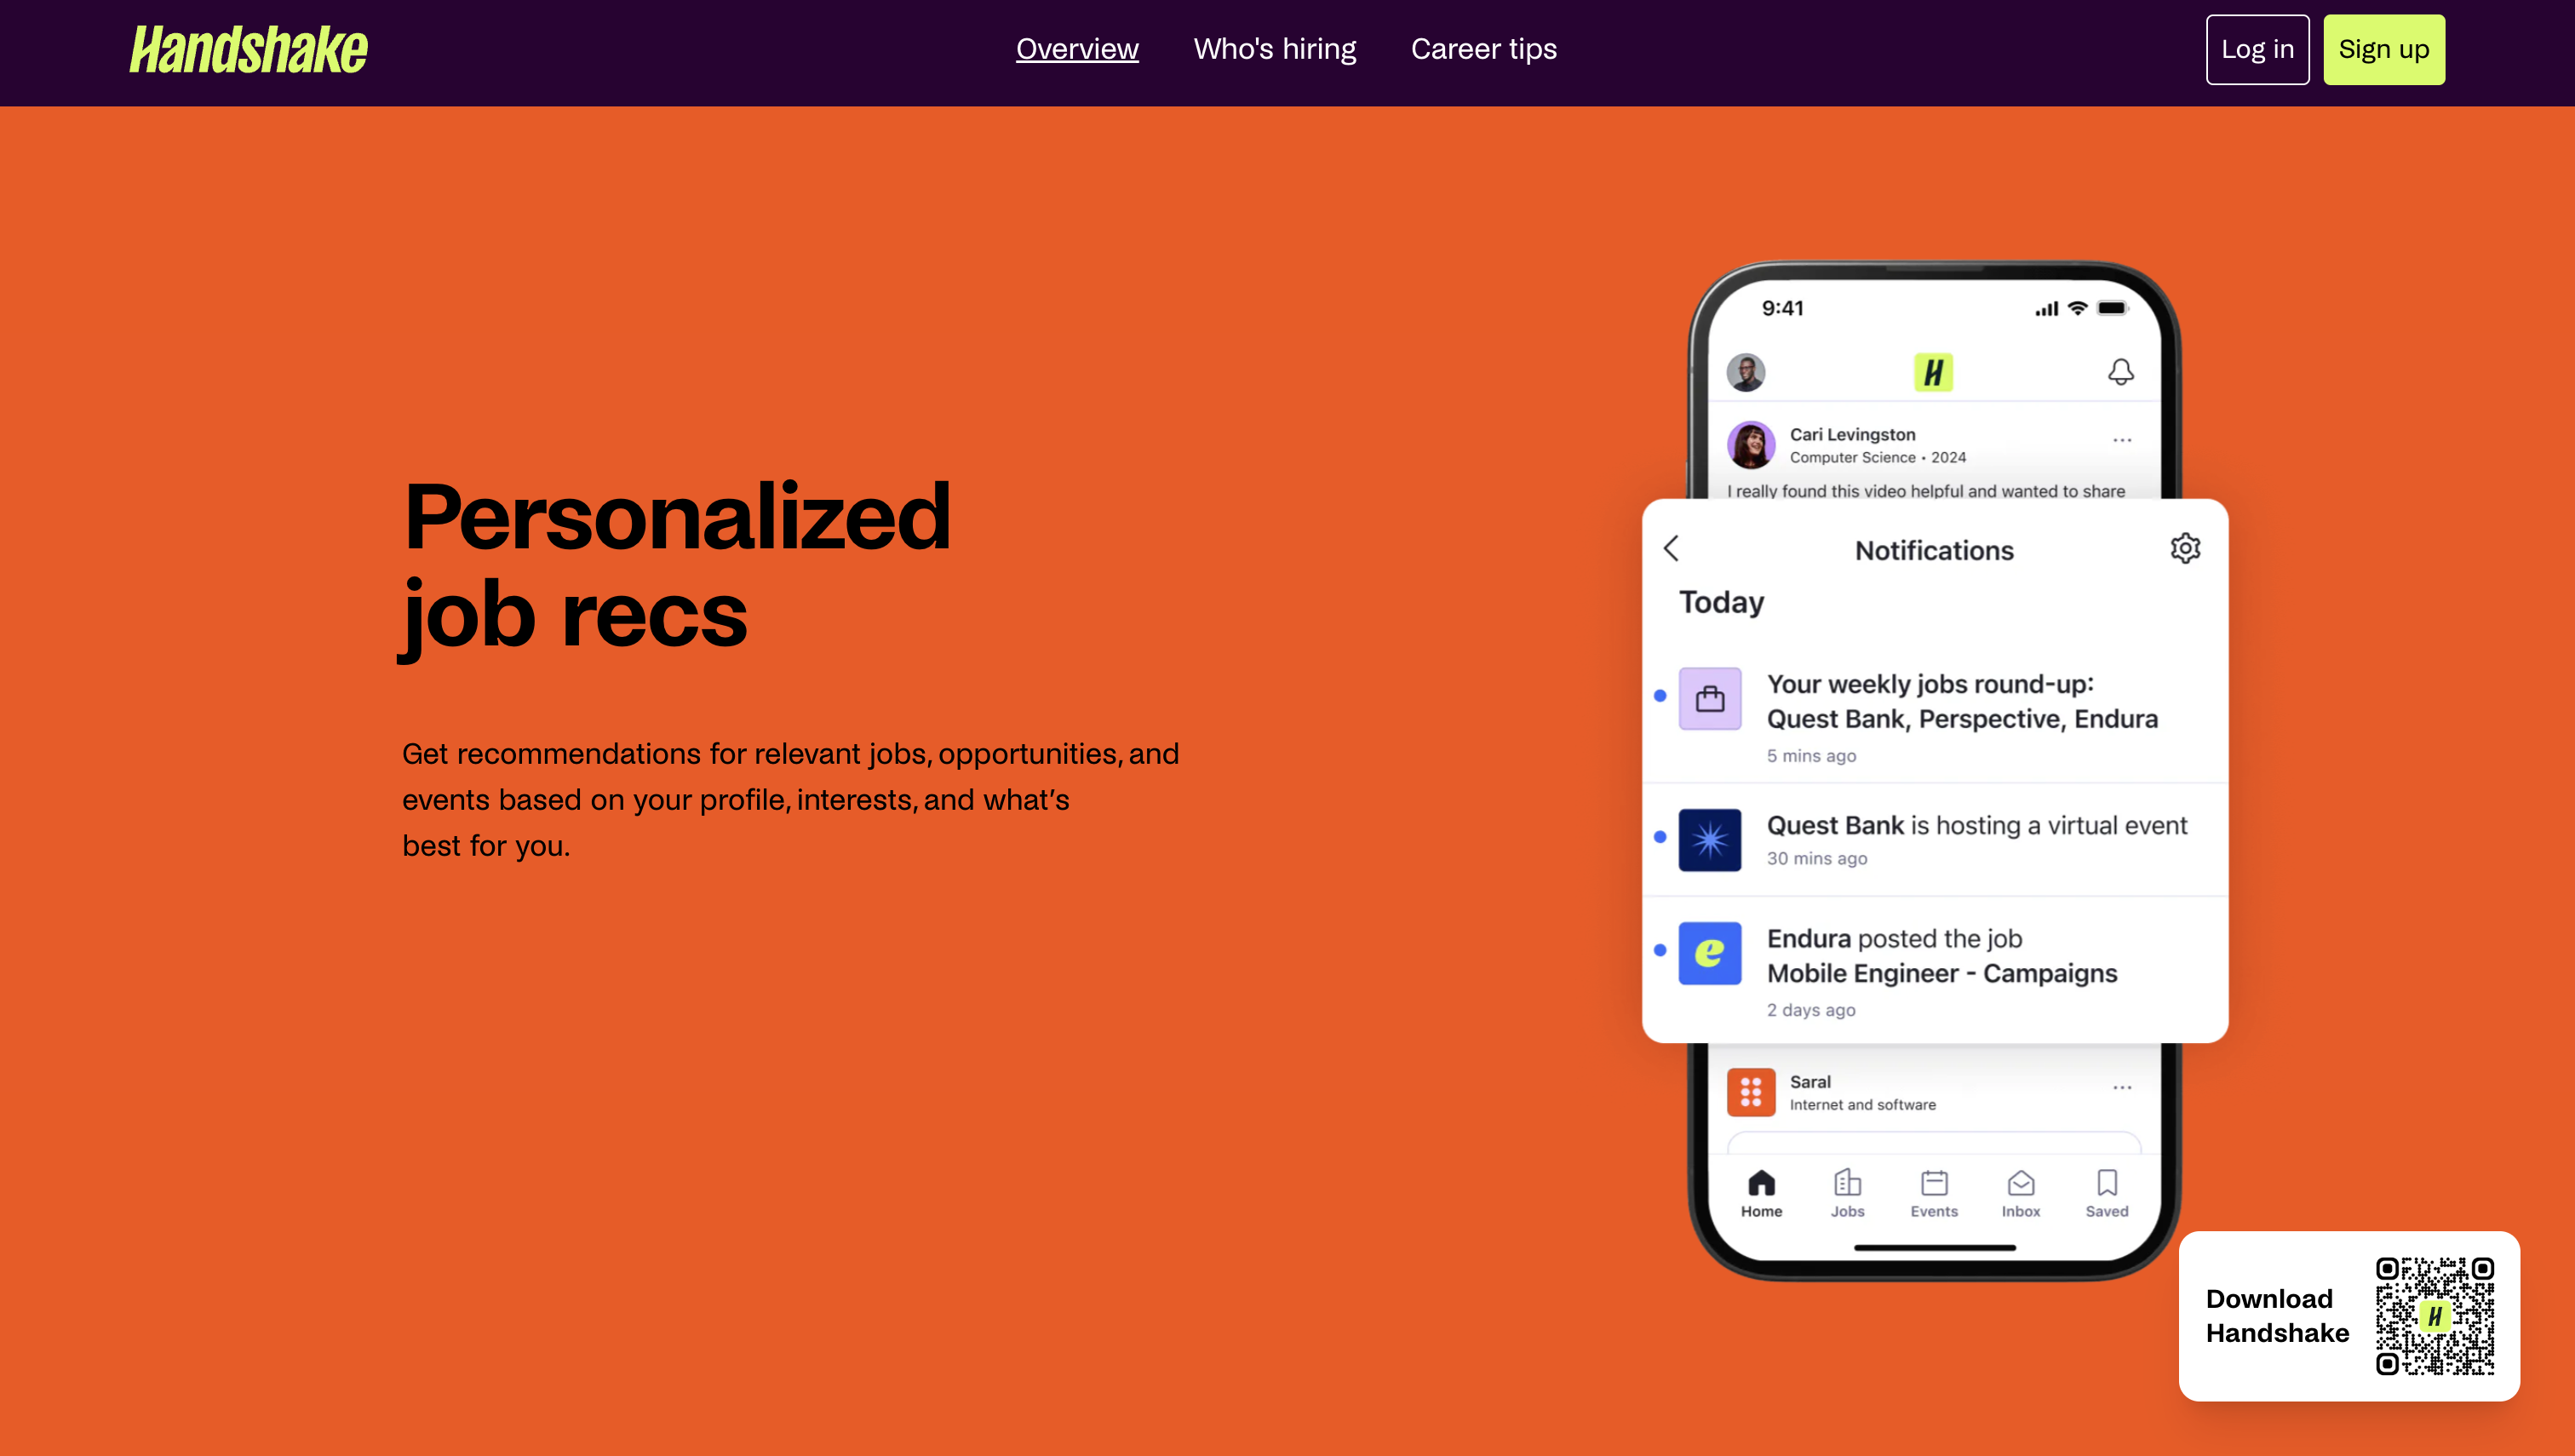 Handshake
Overview
Who's hiring
Career tips
Log in
Sign up
Personalized
job recs
Get recommendations for relevant jobs, opportunities, and
events based on your profile, interests, and what’s
best for you.
9:41
H
Cari Levingston
Computer Science • 2024
I really found this video helpful and wanted to share
Notifications
Today
Your weekly jobs round-up:
Quest Bank, Perspective, Endura
5 mins ago
Quest Bank is hosting a virtual event
30 mins ago
e
Endura posted the job
Mobile Engineer - Campaigns
2 days ago
Saral
Internet and software
Home
Jobs
Events
Inbox
Saved
Download
Handshake
H